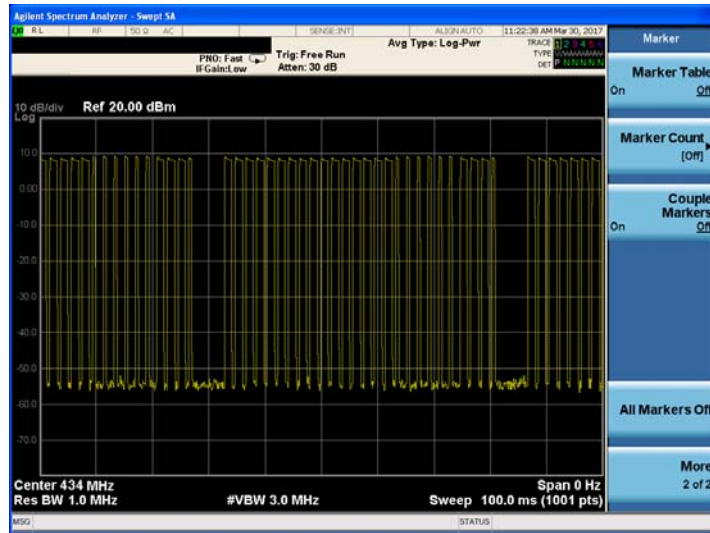 Agilent Spectrum Analyzer - Swept SA
RL RF 50 Ω AC SENSE:INT ALIGN AUTO 11:22:38 AM Mar 30, 2017
Marker
Avg Type: Log-Pwr
TRACE 1 2 3 4 5 6
PNO: Fast Trig: Free Run
TYPE
IFGain:Low Atten: 30 dB
DET P N N N N N
Marker Table
On Off
10 dB/div Ref 20.00 dBm
Log
Marker Count
[Off]
10.0
0.00
Couple
Markers
On Off
-10.0
-20.0
-30.0
-40.0
-50.0
-60.0
All Markers Off
-70.0
Center 434 MHz Span 0 Hz
Res BW 1.0 MHz #VBW 3.0 MHz Sweep 100.0 ms (1001 pts)
More
2 of 2
MSG STATUS